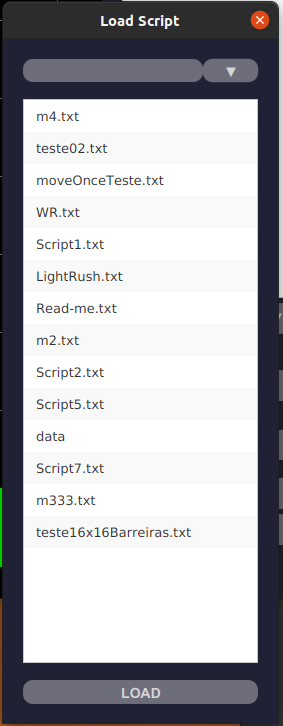 Load Script
m4.txt
teste02.txt
moveOnceTeste.txt
WR.txt
Script1.txt
LightRush.txt
Read-me.txt
m2.txt
Script2.txt
Script5.txt
data
Script7.txt
m333.txt
teste16x16Barreiras.txt
LOAD